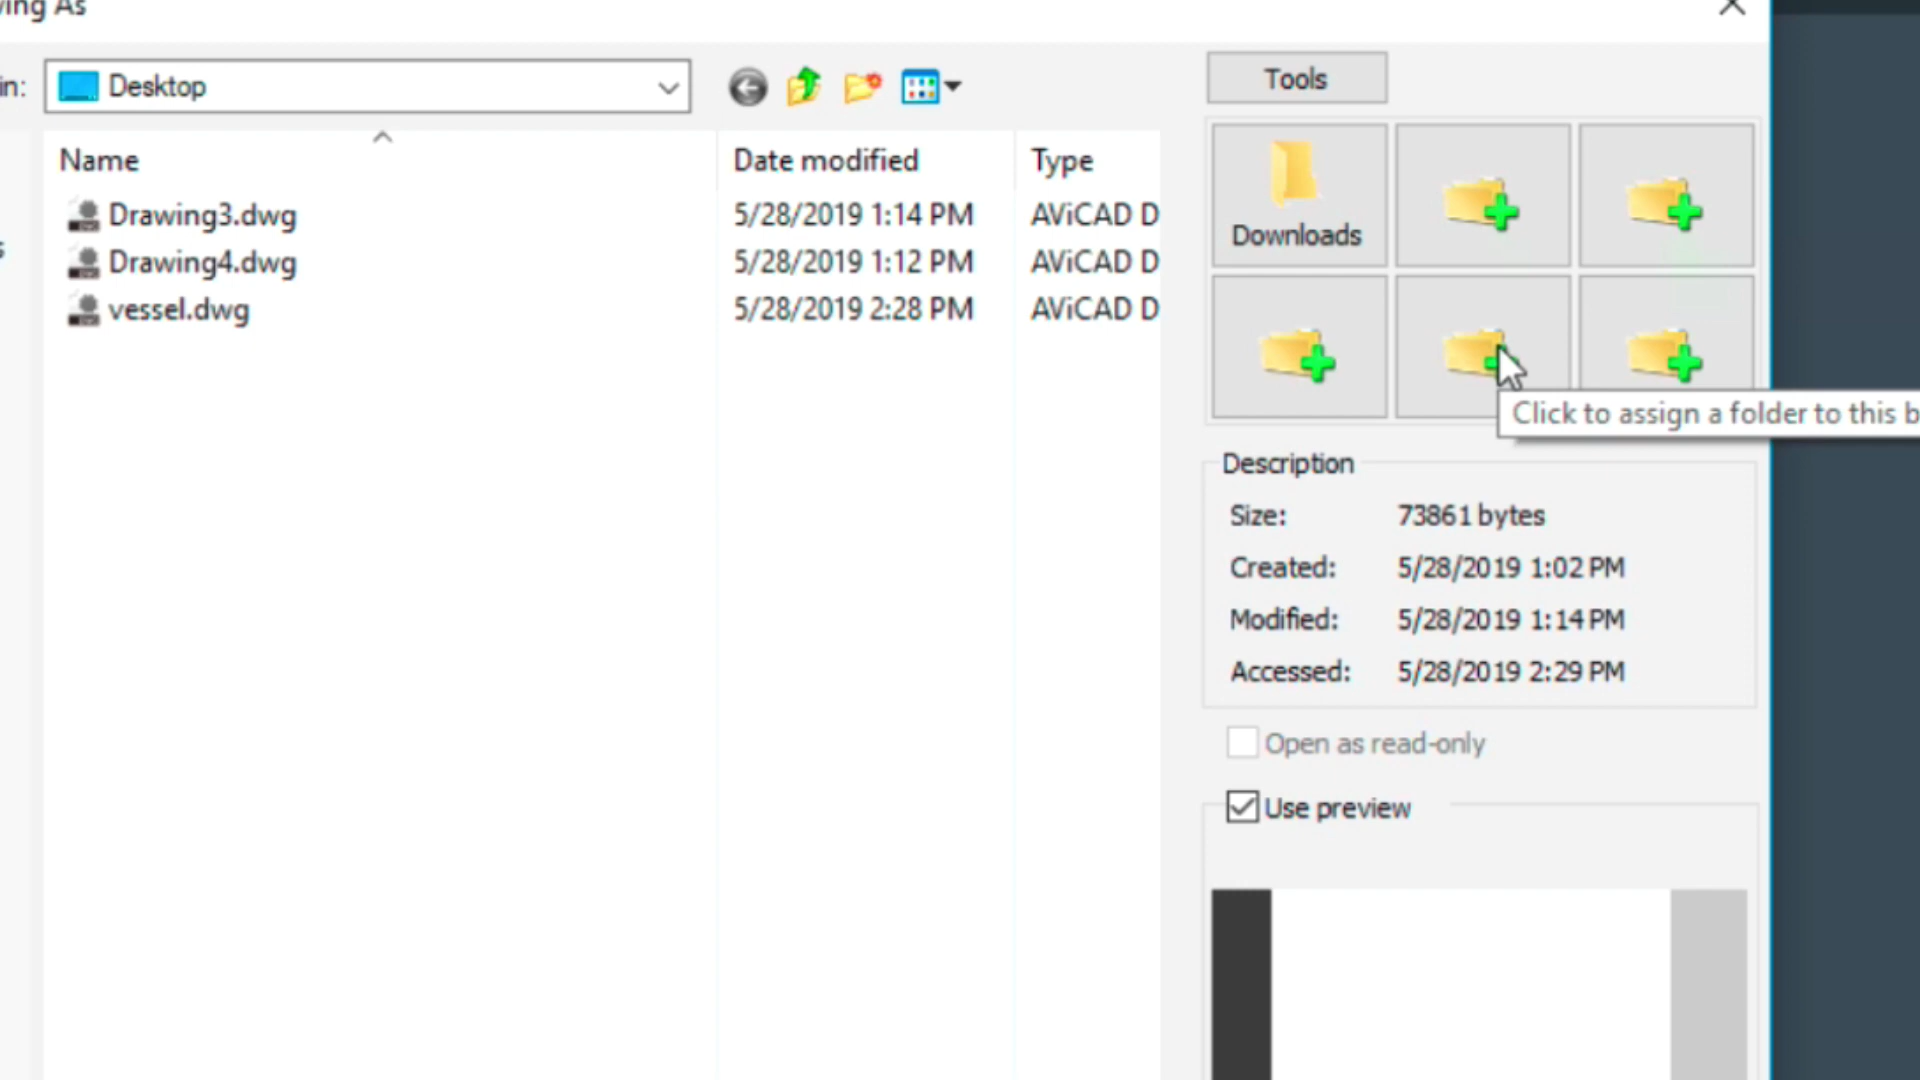 As
in:
Desktop
Tools
Name
Date modified
Type
Drawing3.dwg
5/28/2019 1:14 PM
AViCAD D
Drawing4.dwg
5/28/2019 1:12 PM
AViCAD D
vessel.dwg
5/28/2019 2:28 PM
AViCAD D
Downloads
Click to assign a folder to this b
Description
Size:
73861 bytes
Created:
5/28/2019 1:02 PM
Modified:
5/28/2019 1:14 PM
Accessed:
5/28/2019 2:29 PM
Open as read-only
Use preview